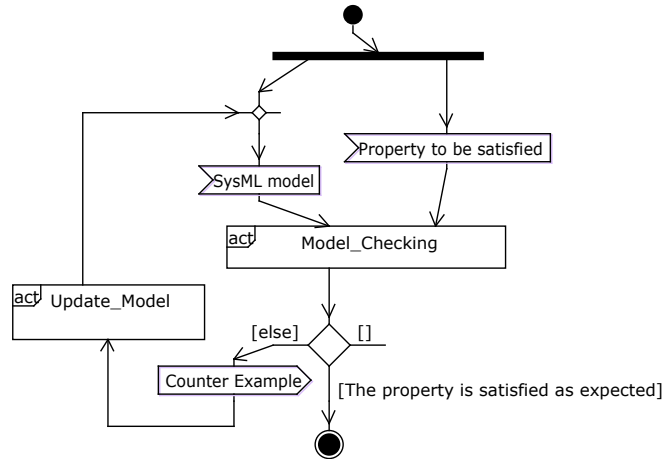 Property to be satisfied
SysML model
act
Model_Checking
act
Update_Model
[else]
[]
Counter Example
[The property is satisfied as expected]